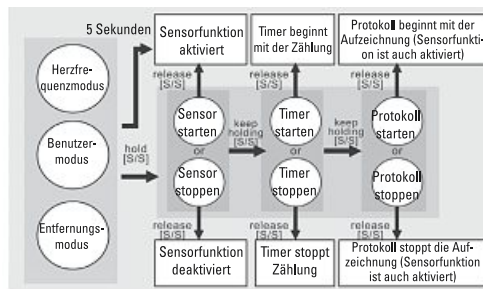 5 Sekunden
Sensorfunktion
aktiviert
Timer beginnt
mit der Zählung
Protokoll beginnt mit der
Aufzeichnung (Sensorfunkti-
on ist auch aktiviert)
Herzfre-
quenzmodus
Benutzer-
modus
Entfernungs-
modus
hold
[S/S]
release
[S/S]
release
[S/S]
release
[S/S]
Sensor
starten
or
Sensor
stoppen
keep
holding
[S/S]
Timer
starten
or
Timer
stoppen
keep
holding
[S/S]
Protokoll
starten
or
Protokoll
stoppen
release
[S/S]
release
[S/S]
release
[S/S]
Sensorfunktion
deaktiviert
Timer stoppt
Zählung
Protokoll stoppt die Auf-
zeichnung (Sensorfunktion
ist auch aktiviert)